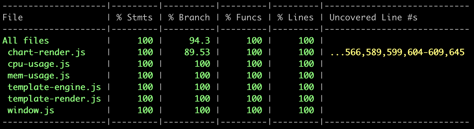 File | % Stmts | % Branch | % Funcs | % Lines | Uncovered Line #s
All files | 100 | 94.3 | 100 | 100 |
chart-render.js | 100 | 89.53 | 100 | 100 | ...566,589,599,604-609,645
cpu-usage.js | 100 | 100 | 100 | 100 |
mem-usage.js | 100 | 100 | 100 | 100 |
template-engine.js | 100 | 100 | 100 | 100 |
template-render.js | 100 | 100 | 100 | 100 |
window.js | 100 | 100 | 100 | 100 |